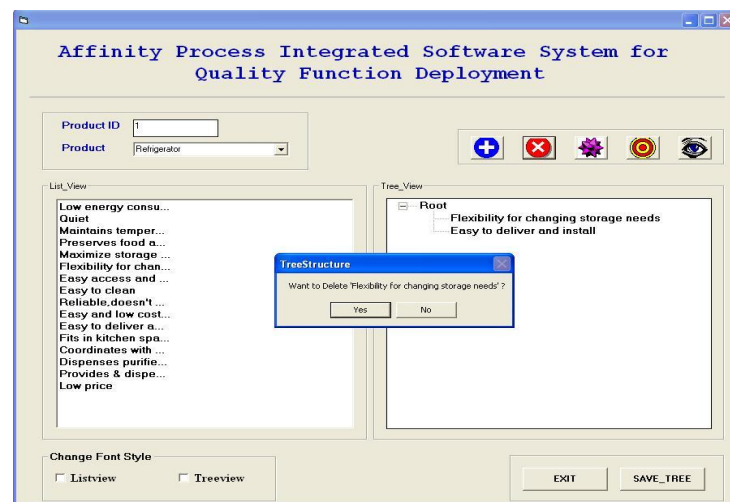 Affinity Process Integrated Software System for
Quality Function Deployment
Product ID 1
Product Refrigerator
List_View
Low energy consu...
Quiet
Maintains temper...
Preserves food a...
Maximize storage ...
Flexibility for chan...
Easy access and ...
Easy to clean
Reliable,doesn't ...
Easy and low cost...
Easy to deliver a...
Fits in kitchen spa...
Coordinates with ...
Dispenses purifie...
Provides & dispe...
Low price
Tree_View
Root
Flexibility for changing storage needs
Easy to deliver and install
TreeStructure
Want to Delete 'Flexibility for changing storage needs' ?
Yes No
Change Font Style
Listview Treeview
EXIT SAVE_TREE